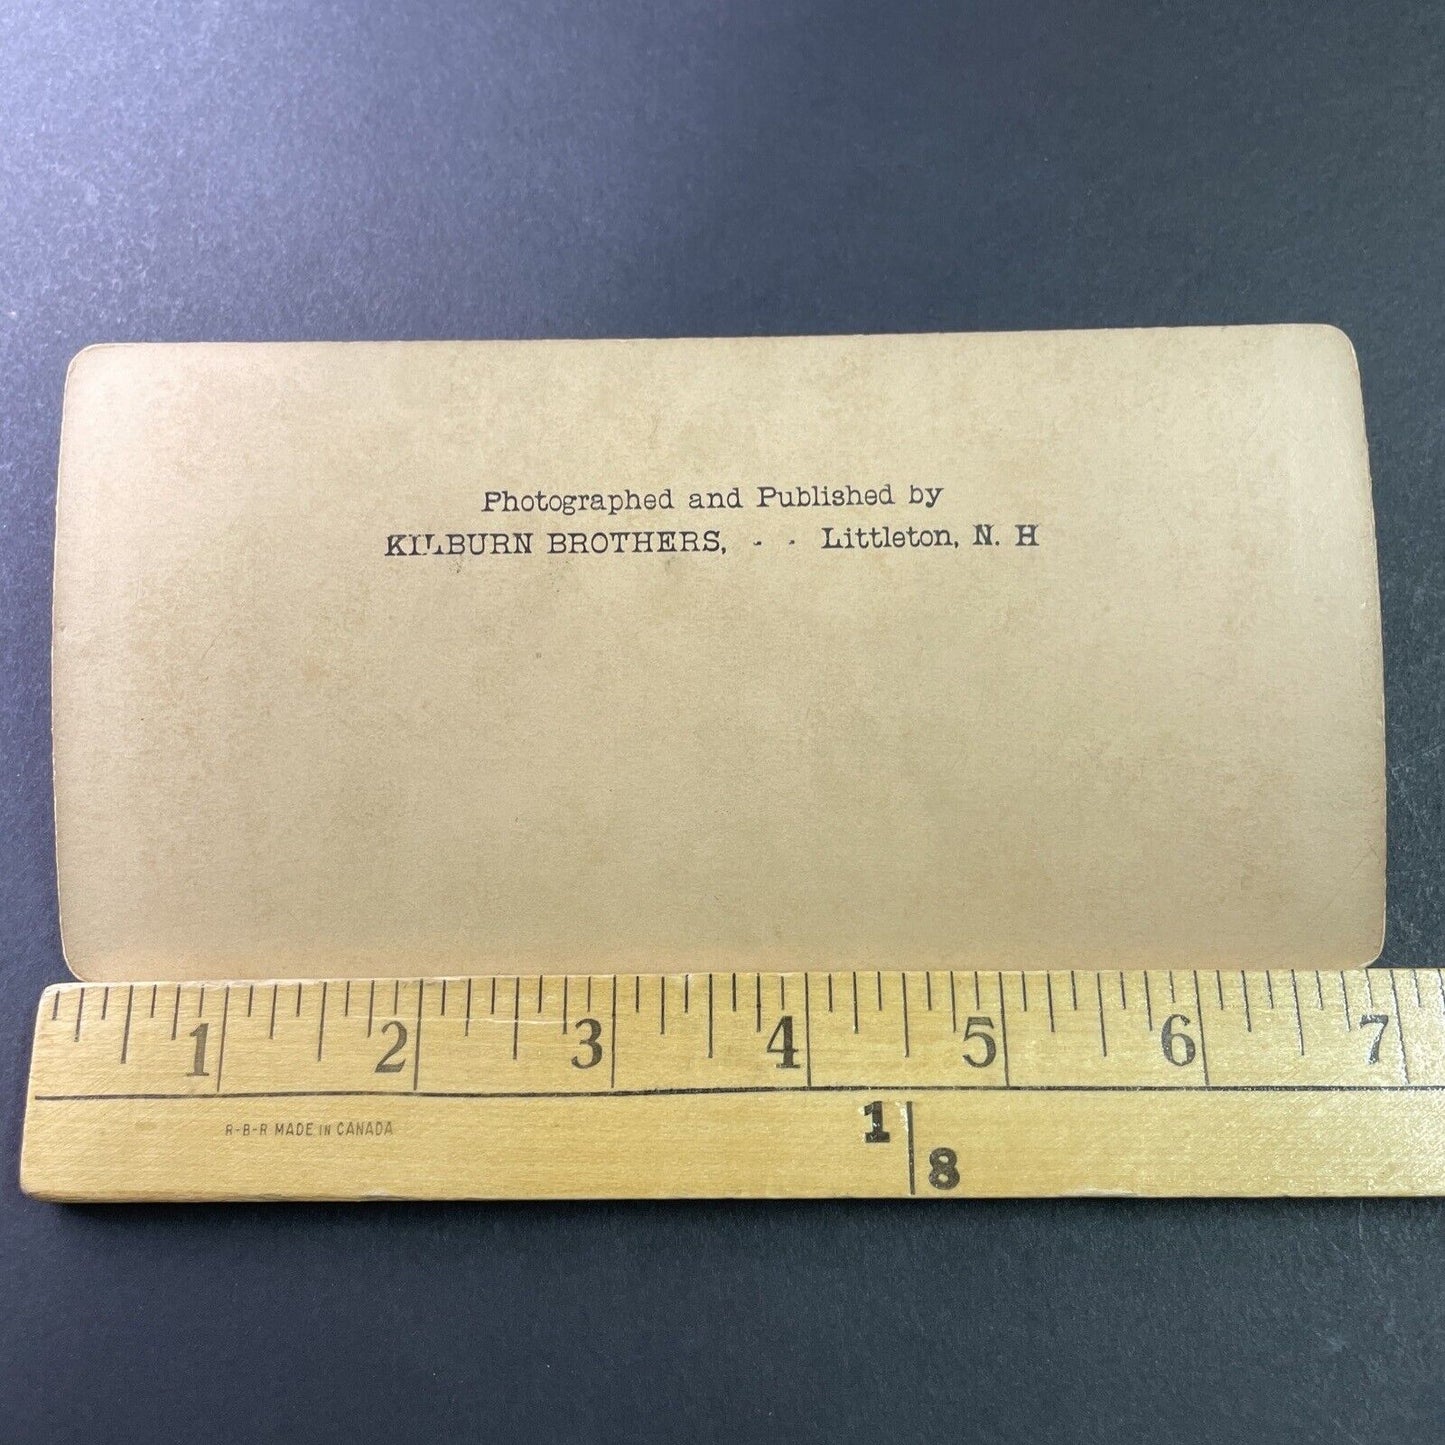 Photographed and Published by
KILBURN BROTHERS, - - Littleton, N. H
1 2 3 4 5 6 7
R-B-R MADE IN CANADA
1
8